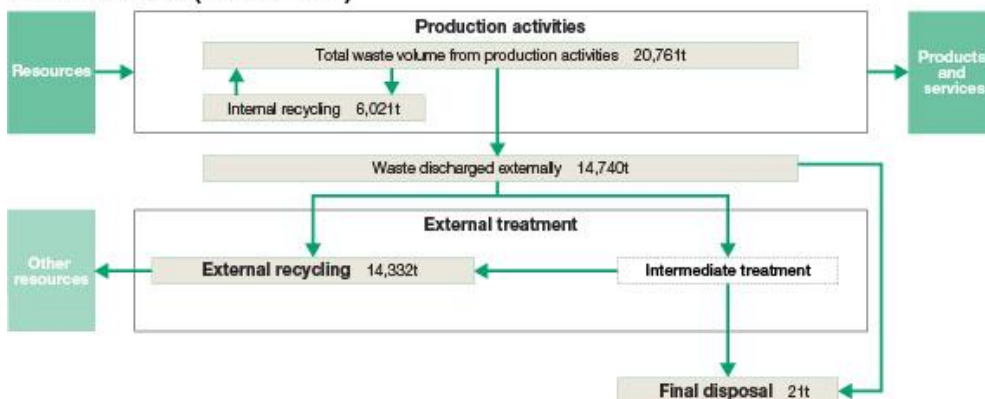 Production activities
Total waste volume from production activities 20,761t
Resources
Products
and
services
Internal recycling 6,021t
Waste discharged externally 14,740t
External treatment
Other
resources
External recycling 14,332t
Intermediate treatment
Final disposal 21t